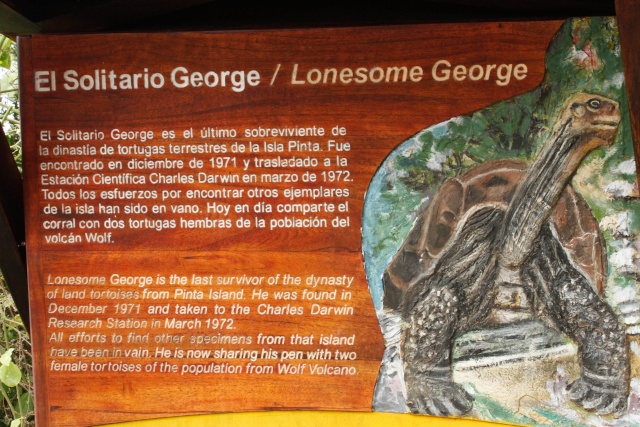 El Solitario George / Lonesome George
El Solitario George es el último sobreviviente de
la dinastía de tortugas terrestres de la Isla Pinta. Fue
encontrado en diciembre de 1971 y trasladado a la
Estación Científica Charles Darwin en marzo de 1972.
Todos los esfuerzos por encontrar otros ejemplares
de la isla han sido en vano. Hoy en día comparte el
corral con dos tortugas hembras de la población del
volcán Wolf.
Lonesome George is the last survivor of the dynasty
of land tortoises from Pinta Island. He was found in
December 1971 and taken to the Charles Darwin
Research Station in March 1972.
All efforts to find other specimens from that island
have been in vain. He is now sharing his pen with two
female tortoises of the population from Wolf Volcano.